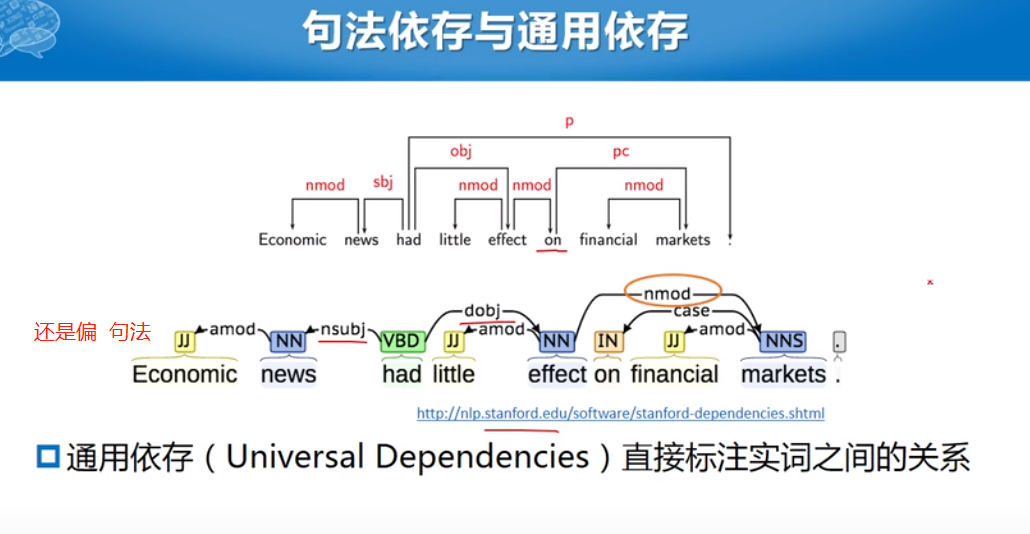 句法依存与通用依存
p
obj pc
nmod sbj nmod nmod nmod
Economic news had little effect on financial markets .
nmod
dobj case
还是偏 句法
amod nsubj amod amod
JJ NN VBD JJ NN IN JJ NNS .
Economic news had little effect on financial markets .
http://nlp.stanford.edu/software/stanford-dependencies.shtml
通用依存（Universal Dependencies）直接标注实词之间的关系